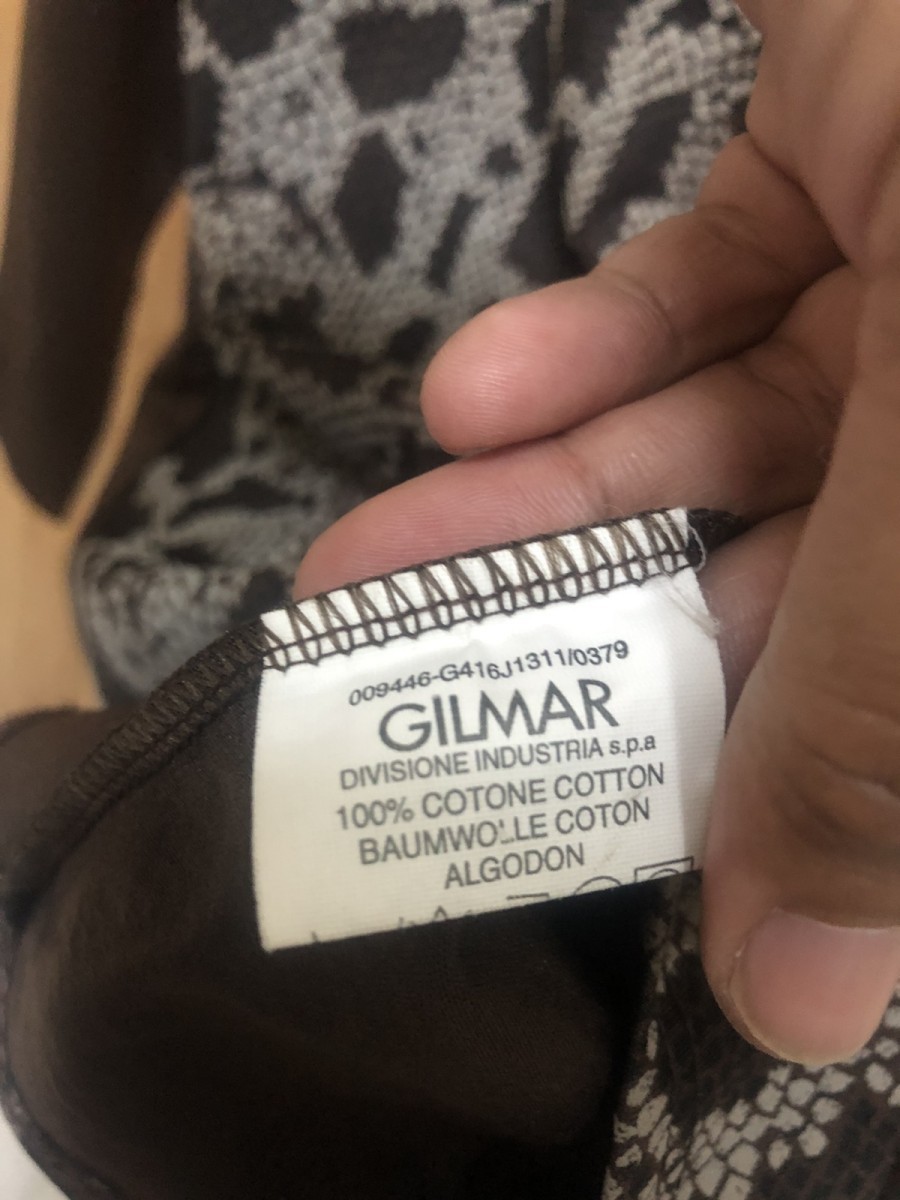 009446-G416J1311/0379
GILMAR
DIVISIONE INDUSTRIA s.p.a
100% COTONE COTTON
BAUMWOLLE COTON
ALGODON